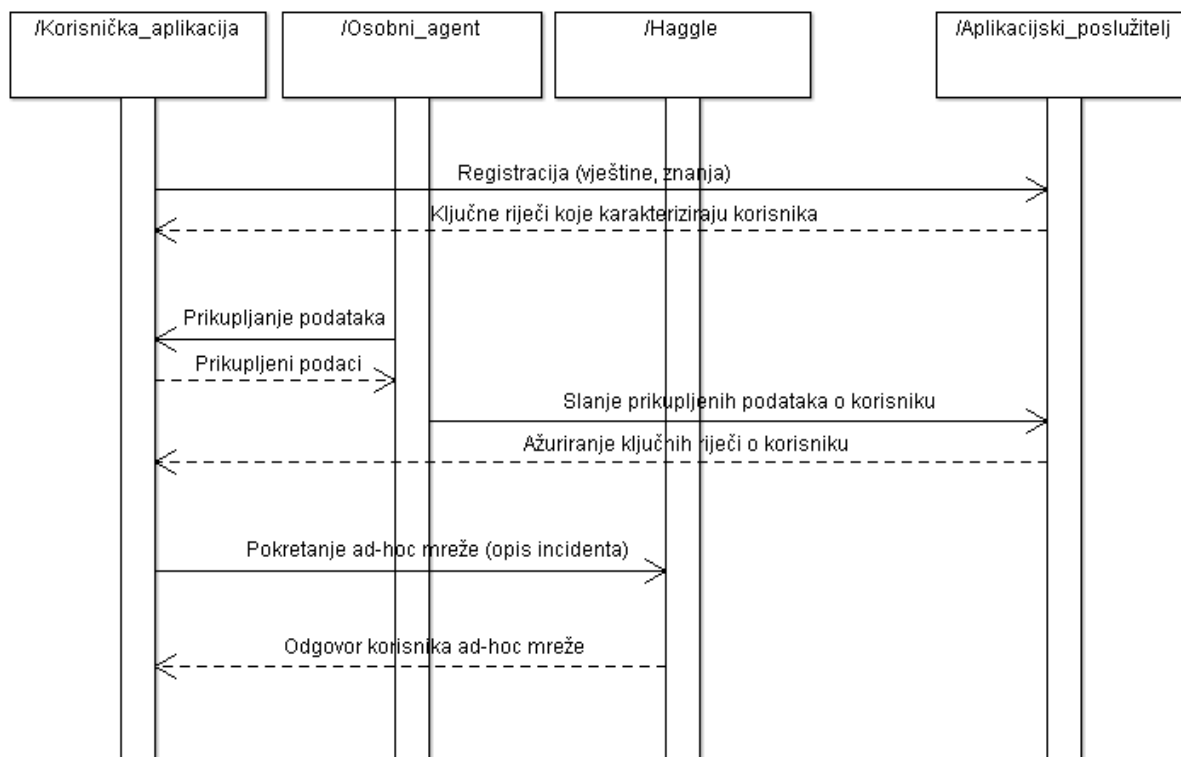 /Korisnička_aplikacija
/Osobni_agent
/Haggle
/Aplikacijski_poslužitelj
Registracija (vještine, znanja)
Ključne riječi koje karakteriziraju korisnika
Prikupljanje podataka
Prikupljeni podaci
Slanje prikupljenih podataka o korisniku
Ažuriranje ključnih riječi o korisniku
Pokretanje ad-hoc mreže (opis incidenta)
Odgovor korisnika ad-hoc mreže